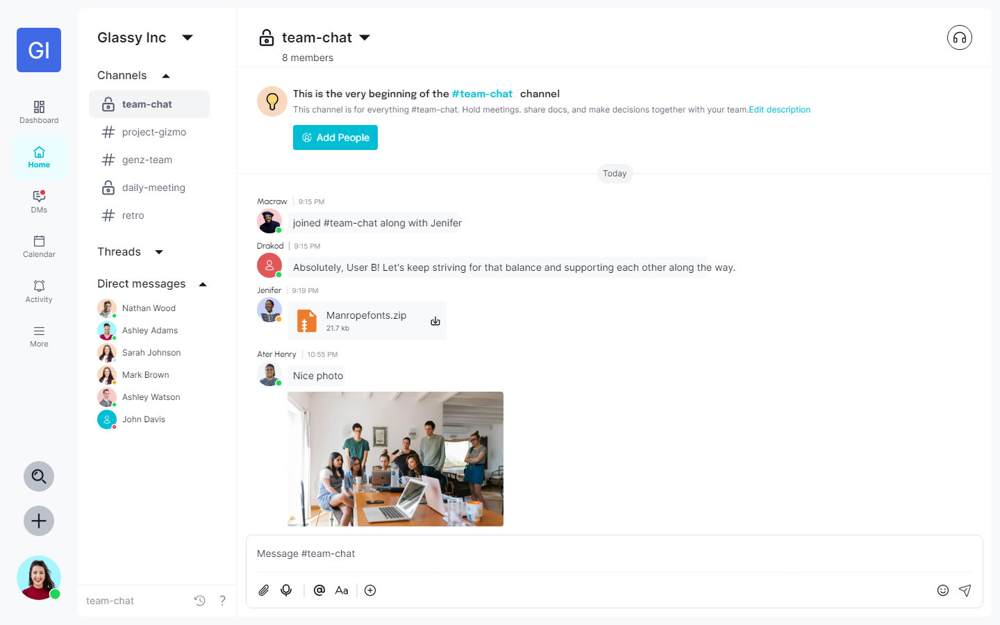 GI
Dashboard
Home
DMs
Calendar
Activity
More
Glassy Inc
Channels
team-chat
project-gizmo
genz-team
daily-meeting
retro
Threads
Direct messages
Nathan Wood
Ashley Adams
Sarah Johnson
Mark Brown
Ashley Watson
John Davis
team-chat ?
team-chat
8 members
This is the very beginning of the #team-chat channel
This channel is for everything #team-chat. Hold meetings. share docs, and make decisions together with your team.Edit description
Add People
Today
Macraw | 9:15 PM
joined #team-chat along with Jenifer
Drakod | 9:15 PM
Absolutely, User B! Let's keep striving for that balance and supporting each other along the way.
Jenifer | 9:19 PM
Manropefonts.zip
21.7 kb
Ater Henry | 10:55 PM
Nice photo
Message #team-chat
@ Aa